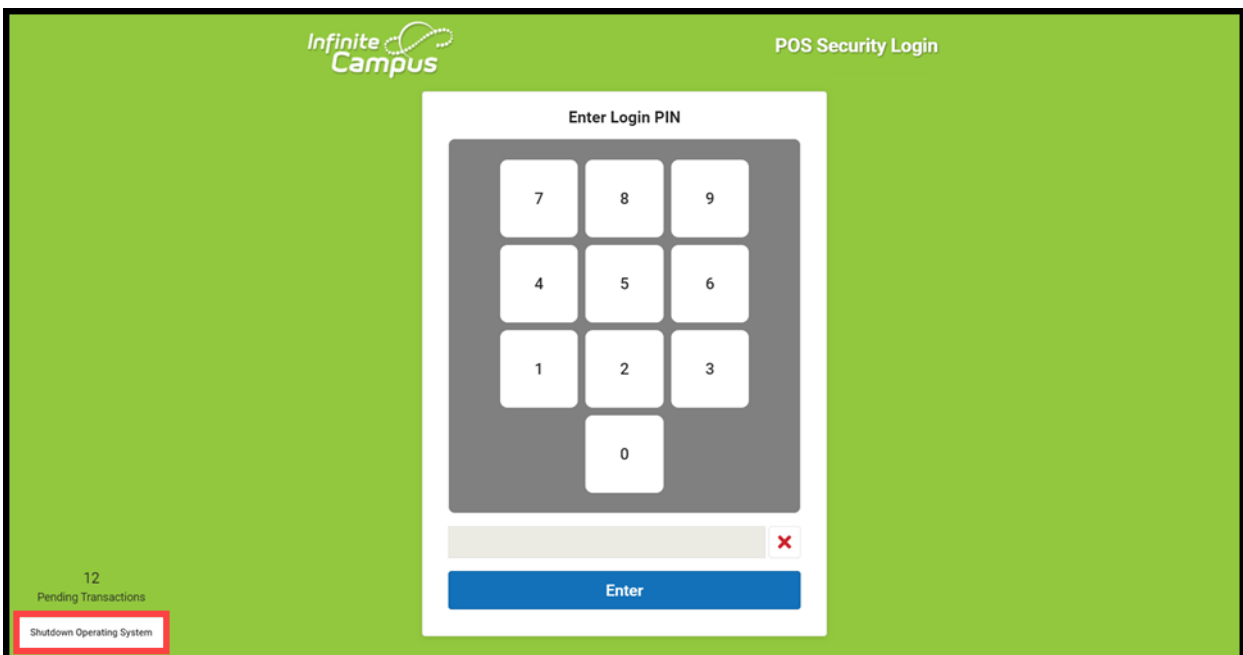 Infinite
Campus
POS Security Login
Enter Login PIN
7 8 9
4 5 6
1 2 3
0
Enter
12
Pending Transactions
Shutdown Operating System